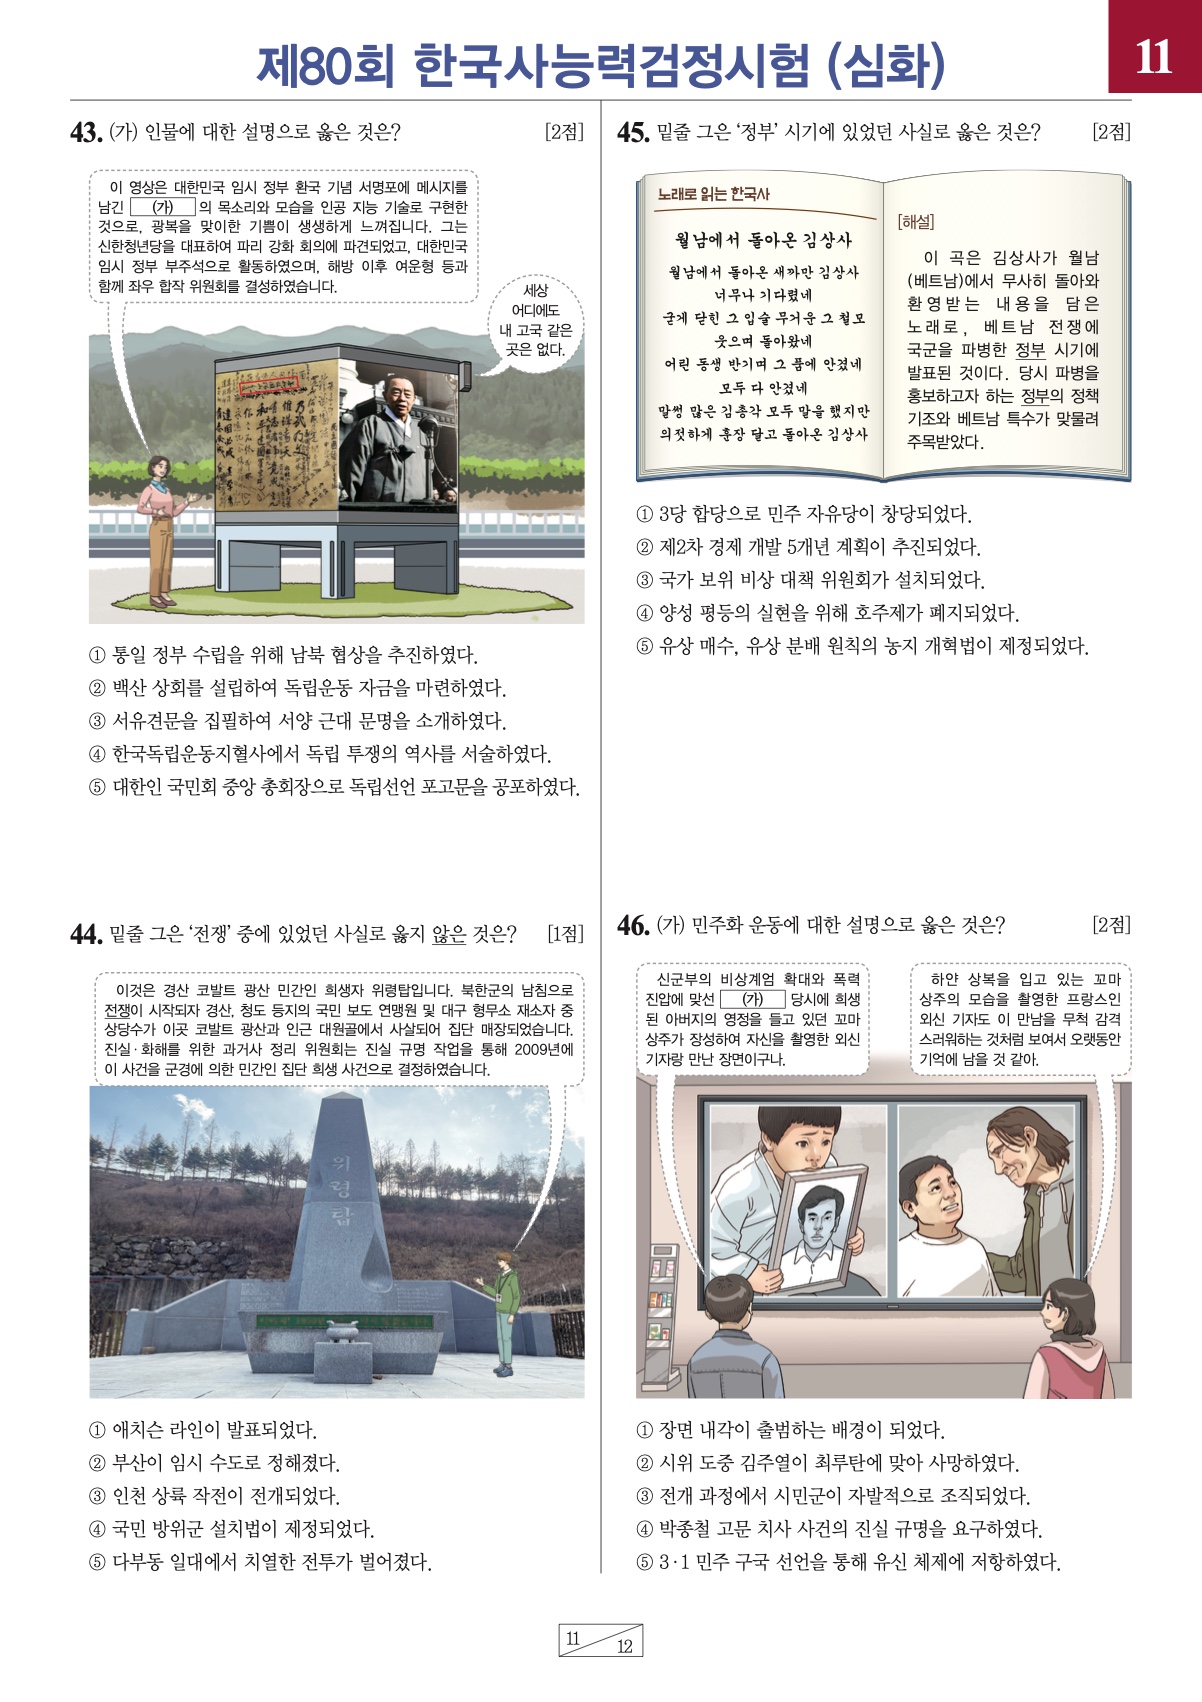 제80회 한국사능력검정시험 (심화)
11
43. (가) 인물에 대한 설명으로 옳은 것은? [2점]
이 영상은 대한민국 임시 정부 환국 기념 서명포에 메시지를
남긴 (가) 의 목소리와 모습을 인공 지능 기술로 구현한
것으로, 광복을 맞이한 기쁨이 생생하게 느껴집니다. 그는
신한청년당을 대표하여 파리 강화 회의에 파견되었고, 대한민국
임시 정부 부주석으로 활동하였으며, 해방 이후 여운형 등과
함께 좌우 합작 위원회를 결성하였습니다.
세상
어디에도
내 고국 같은
곳은 없다.
① 통일 정부 수립을 위해 남북 협상을 추진하였다.
② 백산 상회를 설립하여 독립운동 자금을 마련하였다.
③ 서유견문을 집필하여 서양 근대 문명을 소개하였다.
④ 한국독립운동지혈사에서 독립 투쟁의 역사를 서술하였다.
⑤ 대한인 국민회 중앙 총회장으로 독립선언 포고문을 공포하였다.
44. 밑줄 그은 ‘전쟁’ 중에 있었던 사실로 옳지 않은 것은? [1점]
이것은 경산 코발트 광산 민간인 희생자 위령탑입니다. 북한군의 남침으로
전쟁이 시작되자 경산, 청도 등지의 국민 보도 연맹원 및 대구 형무소 재소자 중
상당수가 이곳 코발트 광산과 인근 대원골에서 사살되어 집단 매장되었습니다.
진실·화해를 위한 과거사 정리 위원회는 진실 규명 작업을 통해 2009년에
이 사건을 군경에 의한 민간인 집단 희생 사건으로 결정하였습니다.
위령탑
① 애치슨 라인이 발표되었다.
② 부산이 임시 수도로 정해졌다.
③ 인천 상륙 작전이 전개되었다.
④ 국민 방위군 설치법이 제정되었다.
⑤ 다부동 일대에서 치열한 전투가 벌어졌다.
45. 밑줄 그은 ‘정부’ 시기에 있었던 사실로 옳은 것은? [2점]
노래로 읽는 한국사
월남에서 돌아온 김상사
월남에서 돌아온 새까만 김상사
너무나 기다렸네
굳게 닫힌 그 입술 무거운 그 철모
웃으며 돌아왔네
어린 동생 반기며 그 품에 안겼네
모두 다 안겼네
말썽 많은 김총각 모두 말을 했지만
의젓하게 훈장 달고 돌아온 김상사
[해설]
이 곡은 김상사가 월남
(베트남)에서 무사히 돌아와
환영받는 내용을 담은
노래로, 베트남 전쟁에
국군을 파병한 정부 시기에
발표된 것이다. 당시 파병을
홍보하고자 하는 정부의 정책
기조와 베트남 특수가 맞물려
주목받았다.
① 3당 합당으로 민주 자유당이 창당되었다.
② 제2차 경제 개발 5개년 계획이 추진되었다.
③ 국가 보위 비상 대책 위원회가 설치되었다.
④ 양성 평등의 실현을 위해 호주제가 폐지되었다.
⑤ 유상 매수, 유상 분배 원칙의 농지 개혁법이 제정되었다.
46. (가) 민주화 운동에 대한 설명으로 옳은 것은? [2점]
신군부의 비상계엄 확대와 폭력
진압에 맞선 (가) 당시에 희생
된 아버지의 영정을 들고 있던 꼬마
상주가 장성하여 자신을 촬영한 외신
기자랑 만난 장면이구나.
하얀 상복을 입고 있는 꼬마
상주의 모습을 촬영한 프랑스인
외신 기자도 이 만남을 무척 감격
스러워하는 것처럼 보여서 오랫동안
기억에 남을 것 같아.
① 장면 내각이 출범하는 배경이 되었다.
② 시위 도중 김주열이 최루탄에 맞아 사망하였다.
③ 전개 과정에서 시민군이 자발적으로 조직되었다.
④ 박종철 고문 치사 사건의 진실 규명을 요구하였다.
⑤ 3·1 민주 구국 선언을 통해 유신 체제에 저항하였다.
11
12